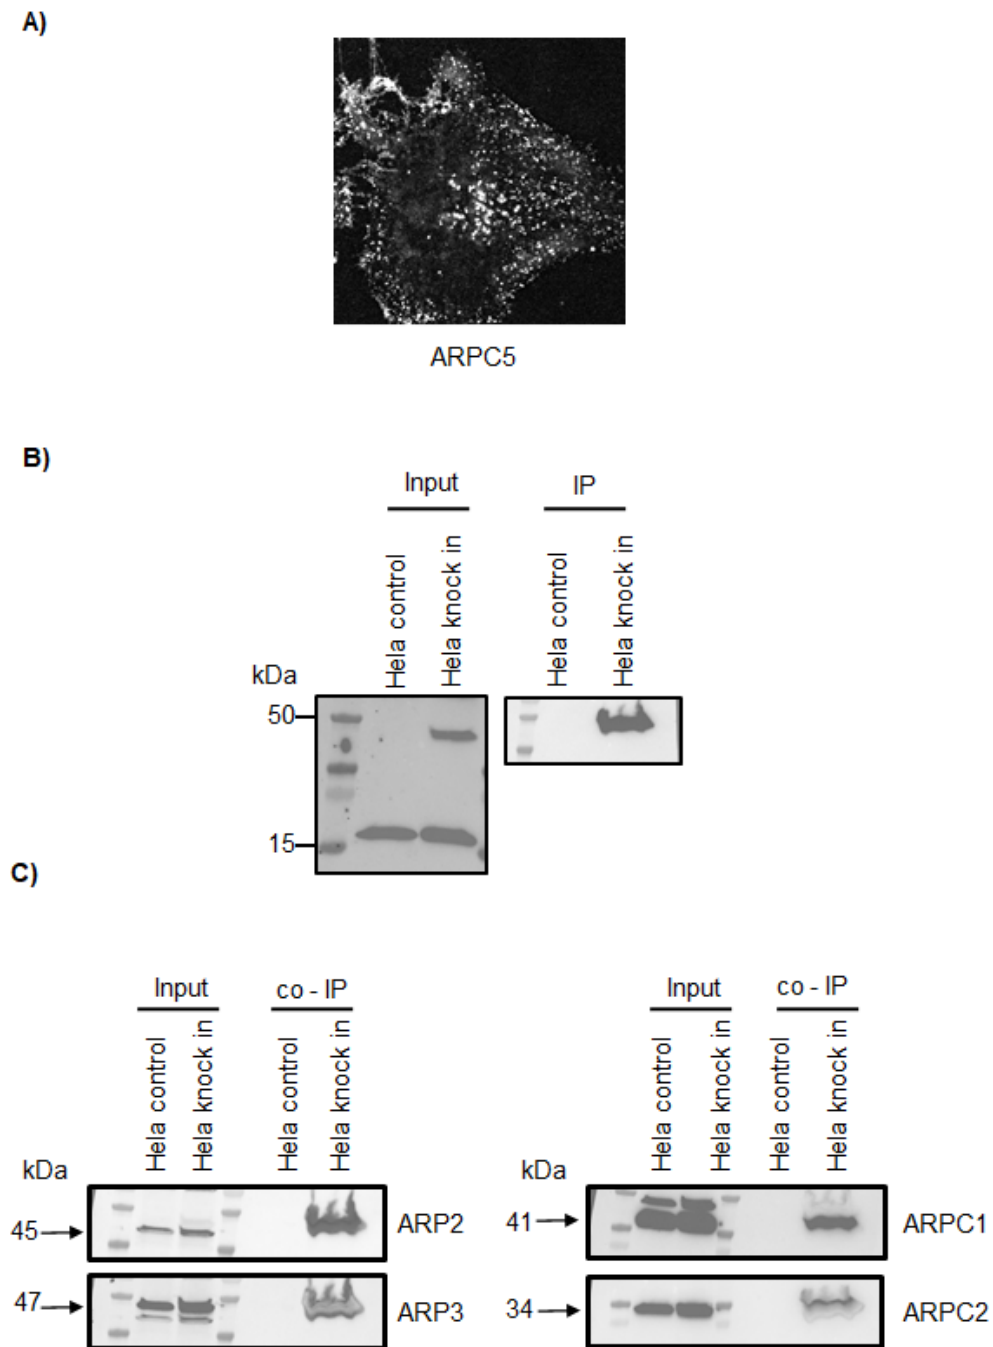 A)
ARPC5
B)
Input IP
Hela control Hela knock in Hela control Hela knock in
kDa
50
15
C)
Input co - IP Input co - IP
Hela control Hela knock in Hela control Hela knock in Hela control Hela knock in Hela control Hela knock in
kDa kDa
45 ARP2 41 ARPC1
47 ARP3 34 ARPC2